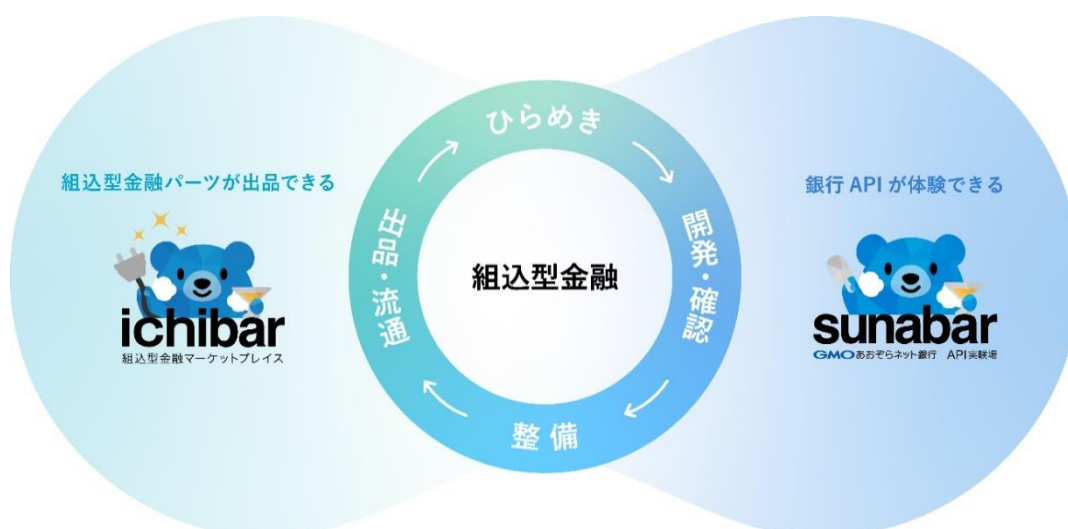 組込型金融パーツが出品できる
ichibar
組込型金融マーケットプレイス
ひらめき
開発・確認
整備
出品・流通
組込型金融
銀行 API が体験できる
sunabar
GMOあおぞらネット銀行 API実験場